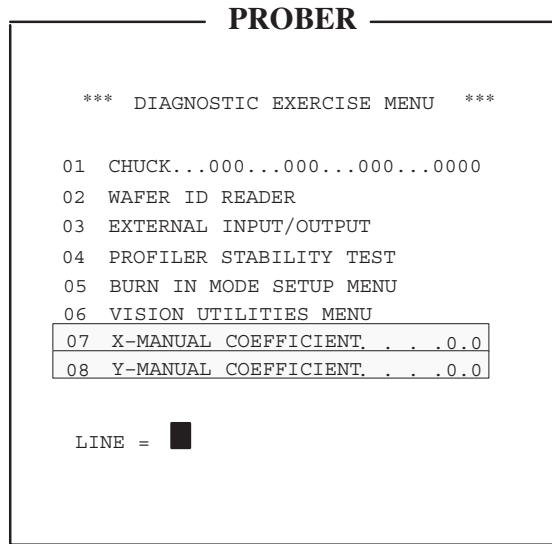 PROBER
*** DIAGNOSTIC EXERCISE MENU ***
01 CHUCK...000...000...000...0000
02 WAFER ID READER
03 EXTERNAL INPUT/OUTPUT
04 PROFILER STABILITY TEST
05 BURN IN MODE SETUP MENU
06 VISION UTILITIES MENU
07 X-MANUAL COEFFICIENT. . . .0.0
08 Y-MANUAL COEFFICIENT. . . .0.0
LINE =